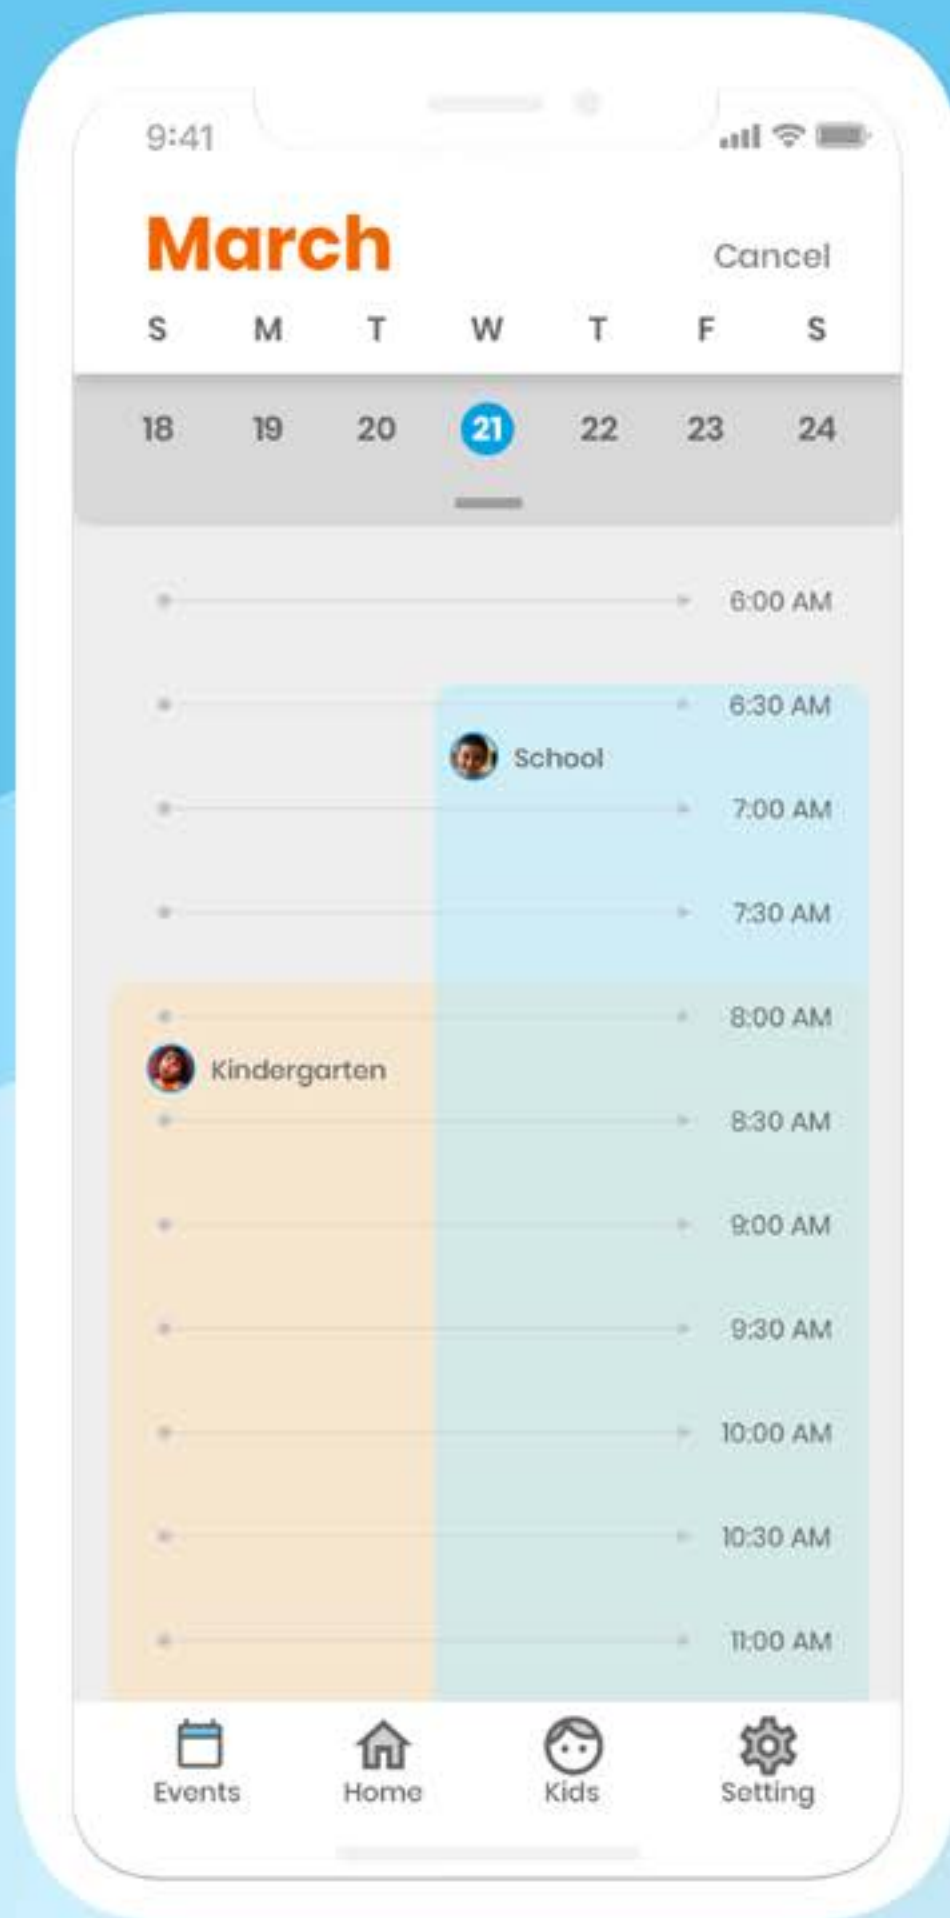 9:41
March
Cancel
S M T W T F S
18 19 20 21 22 23 24
6:00 AM
6:30 AM
School
7:00 AM
7:30 AM
8:00 AM
Kindergarten
8:30 AM
9:00 AM
9:30 AM
10:00 AM
10:30 AM
11:00 AM
Events Home Kids Setting